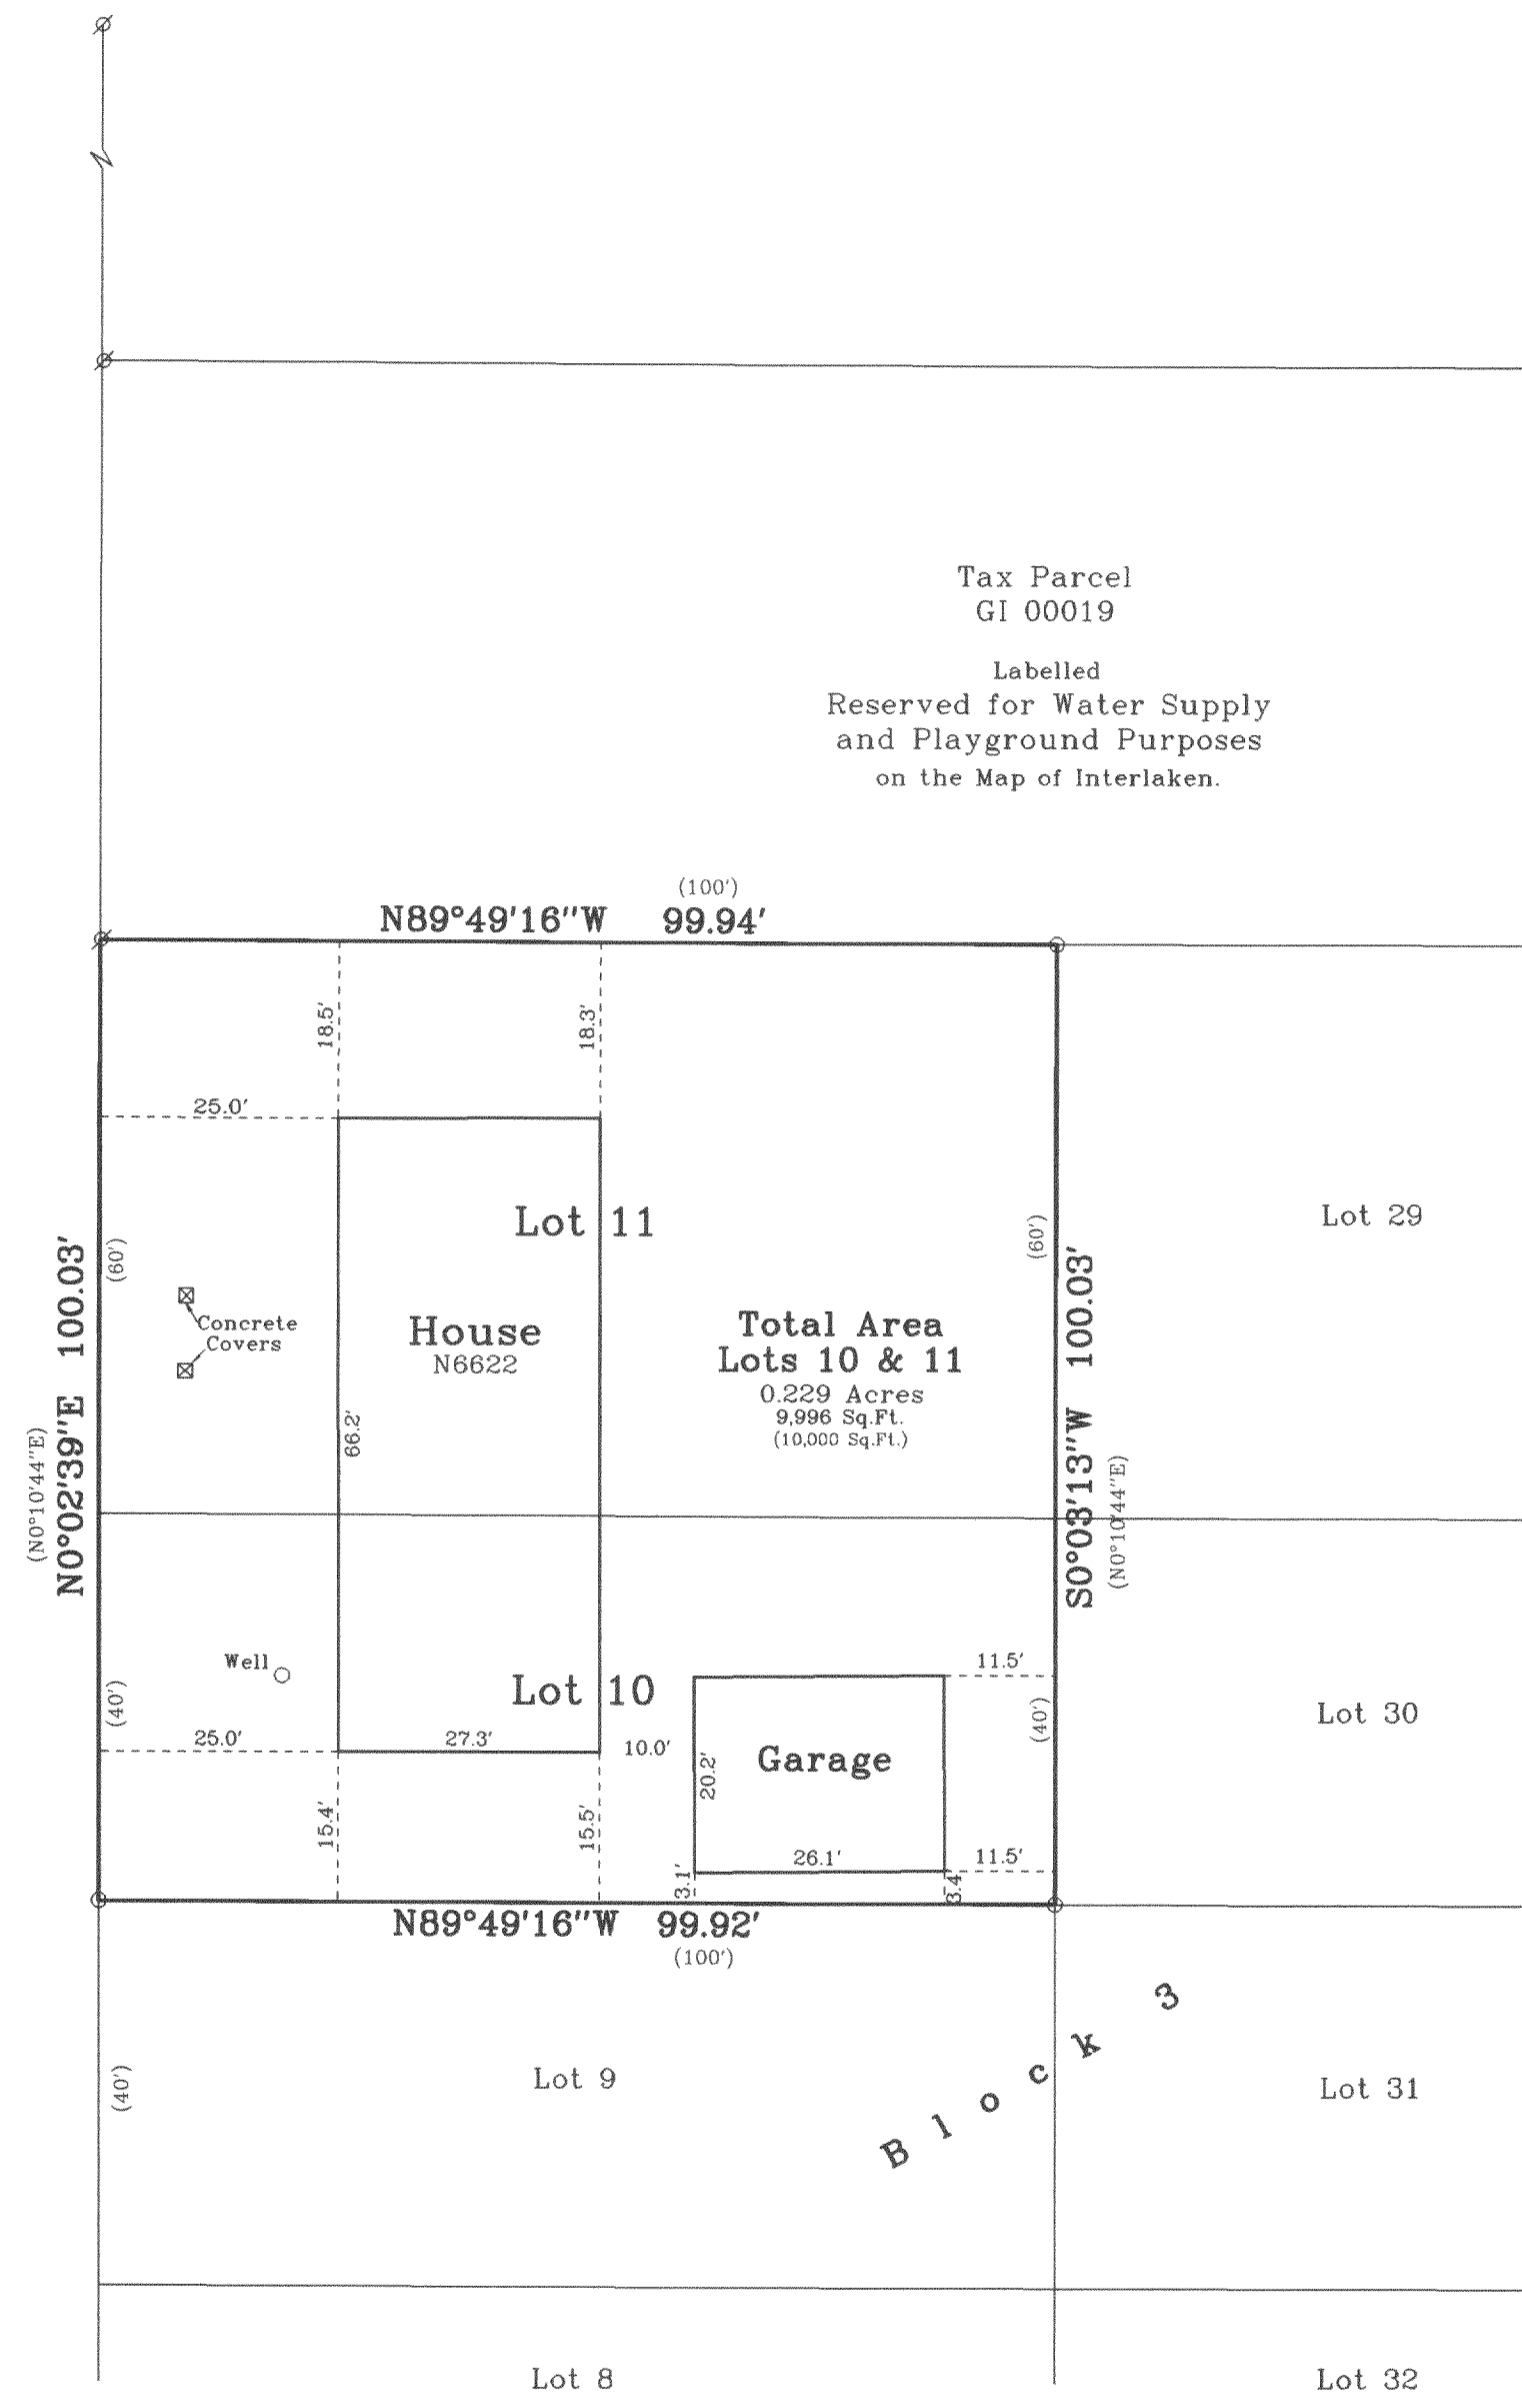 Tax Parcel
GI 00019
Labelled
Reserved for Water Supply
and Playground Purposes
on the Map of Interlaken.
(100')
N89°49'16"W 99.94'
18.5'
18.3'
25.0'
Lot 11
(60')
(60')
Lot 29
N0°02'39"E 100.03'
(N0°10'44"E)
S0°03'13"W 100.03'
(N0°10'44"E)
Concrete
Covers
House
N6622
Total Area
Lots 10 & 11
0.229 Acres
9,996 Sq.Ft.
(10,000 Sq.Ft.)
66.2'
Well
Lot 10
11.5'
(40')
(40')
Lot 30
25.0'
27.3'
10.0'
Garage
20.2'
15.4'
15.5'
26.1'
11.5'
3.1'
3.4'
N89°49'16"W 99.92'
(100')
Block 3
Lot 9
(40')
Lot 31
Lot 8
Lot 32